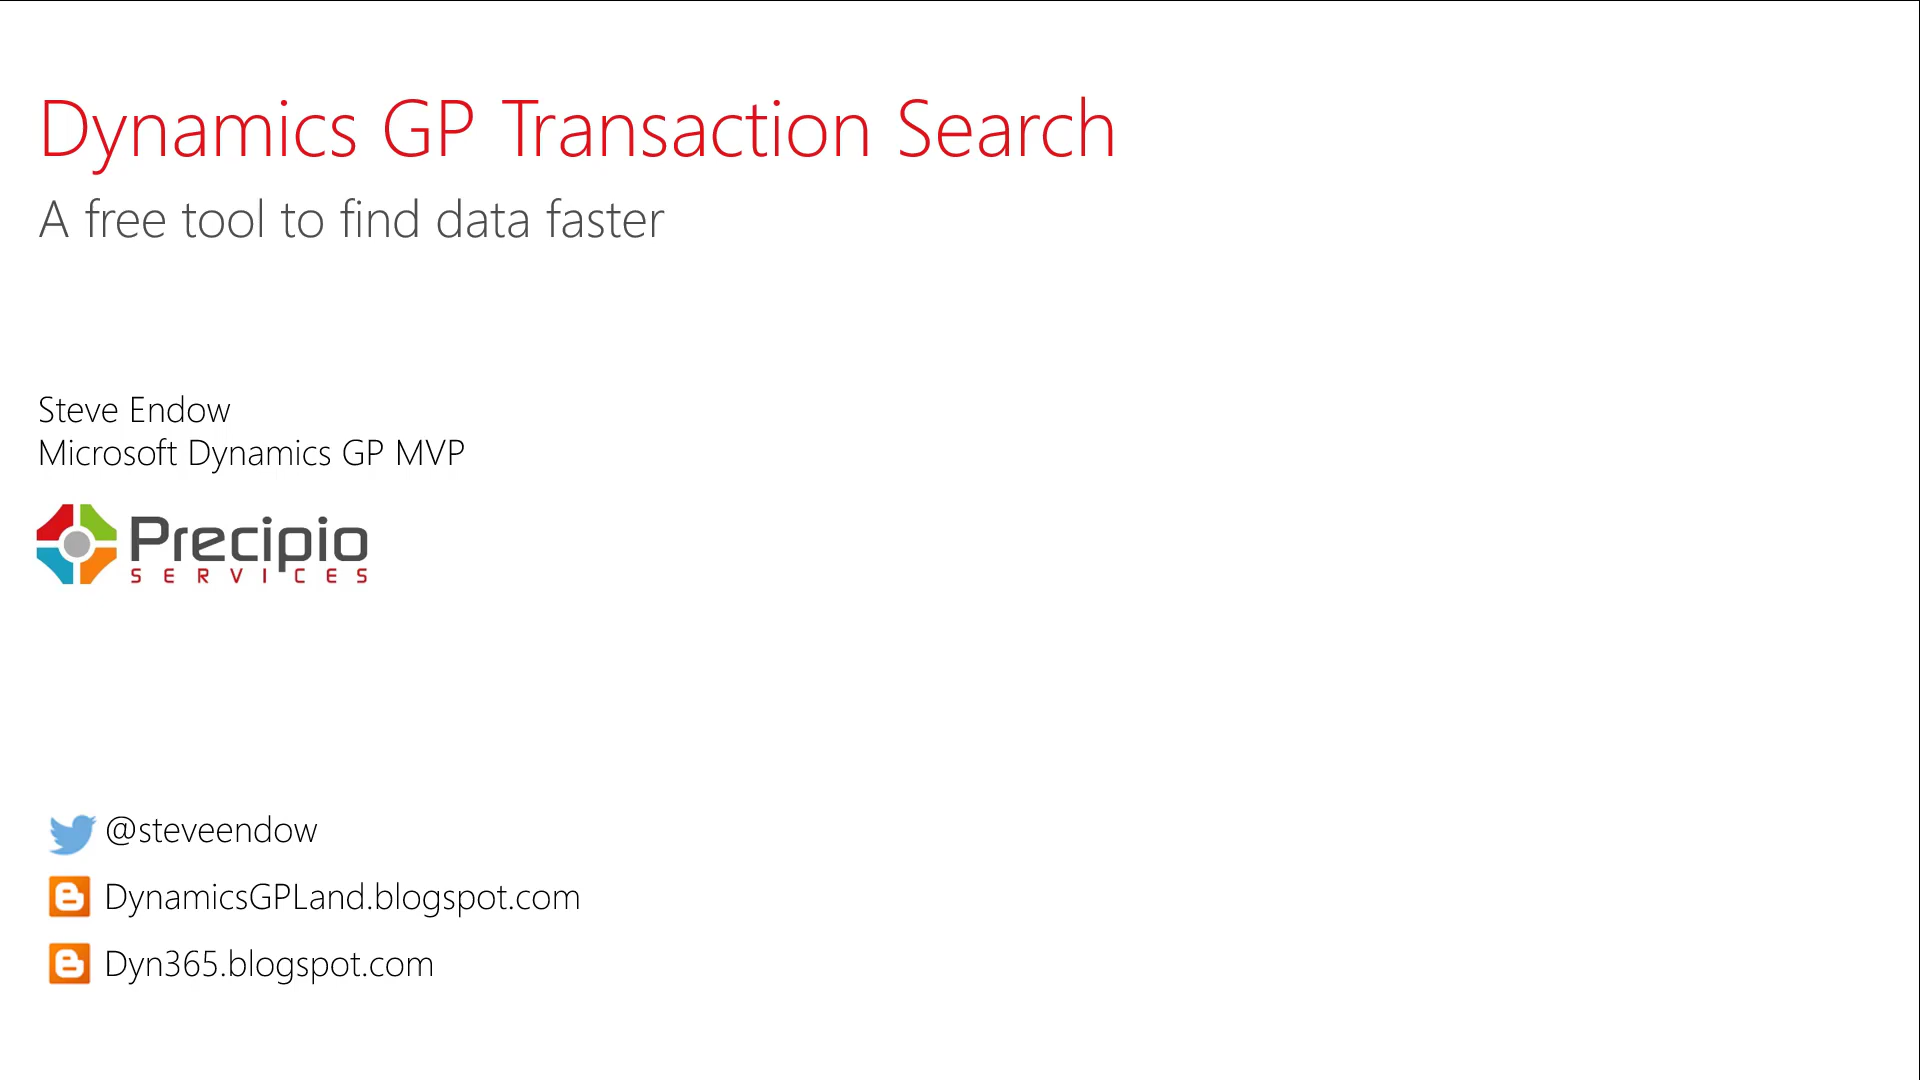 Dynamics GP Transaction Search
A free tool to find data faster
Steve Endow
Microsoft Dynamics GP MVP
Precipio
SERVICES
@steveendow
DynamicsGPLand.blogspot.com
Dyn365.blogspot.com